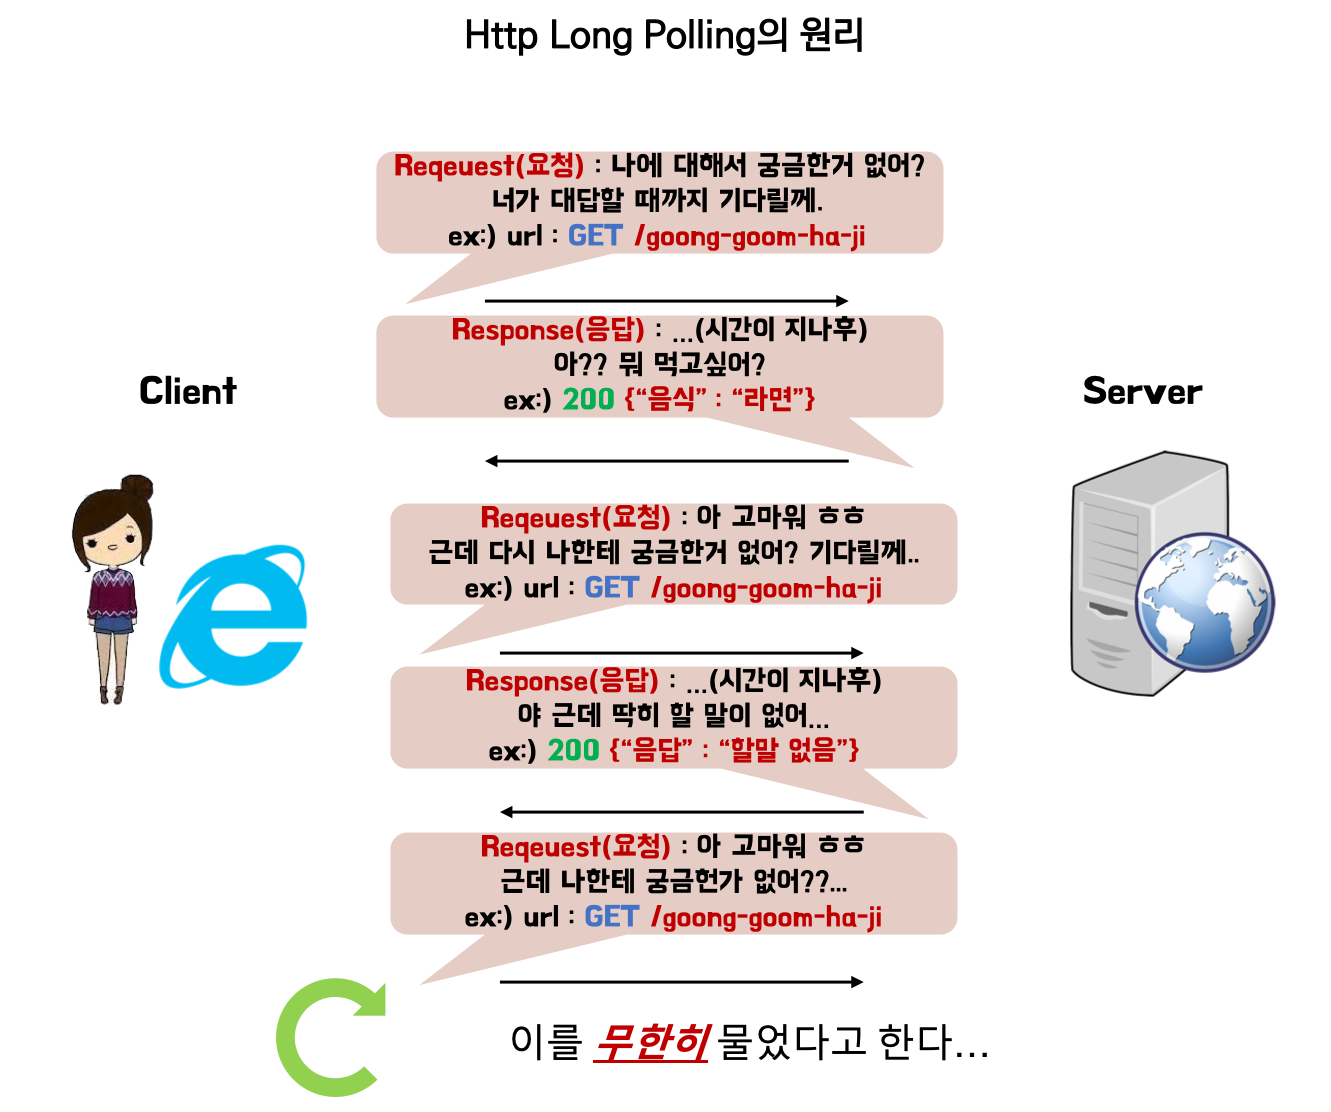 Http Long Polling의 원리
Reqeuest(요청) : 나에 대해서 궁금한거 없어?
너가 대답할 때까지 기다릴께.
ex:) url : GET /goong-goom-ha-ji
Response(응답) : ...(시간이 지나후)
아?? 뭐 먹고싶어?
ex:) 200 {“음식” : “라면”}
Client
Server
Reqeuest(요청) : 아 고마워 ㅎㅎ
근데 다시 나한테 궁금한거 없어? 기다릴께..
ex:) url : GET /goong-goom-ha-ji
Response(응답) : ...(시간이 지나후)
야 근데 딱히 할 말이 없어...
ex:) 200 {“음답” : “할말 없음”}
Reqeuest(요청) : 아 고마워 ㅎㅎ
근데 나한테 궁금헌가 없어??...
ex:) url : GET /goong-goom-ha-ji
이를 무한히 물었다고 한다...